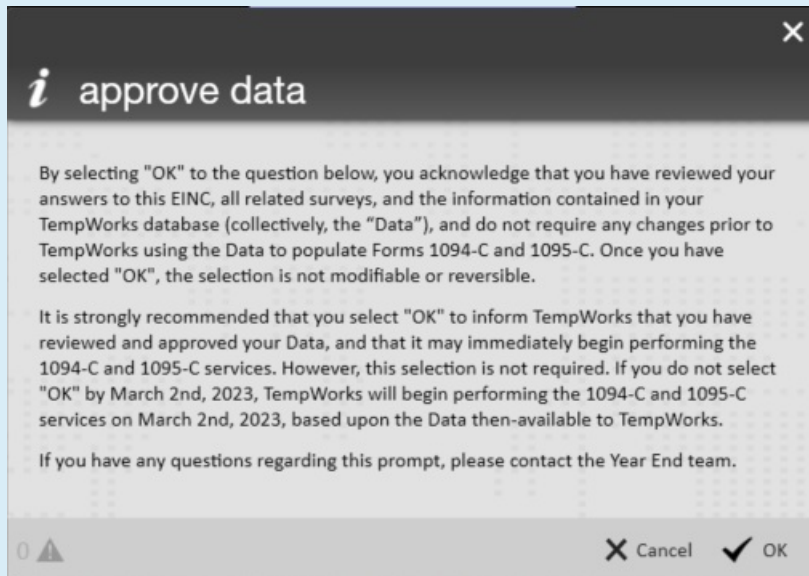 i approve data
By selecting "OK" to the question below, you acknowledge that you have reviewed your
answers to this EINC, all related surveys, and the information contained in your
TempWorks database (collectively, the “Data”), and do not require any changes prior to
TempWorks using the Data to populate Forms 1094-C and 1095-C. Once you have
selected "OK", the selection is not modifiable or reversible.
It is strongly recommended that you select "OK" to inform TempWorks that you have
reviewed and approved your Data, and that it may immediately begin performing the
1094-C and 1095-C services. However, this selection is not required. If you do not select
"OK" by March 2nd, 2023, TempWorks will begin performing the 1094-C and 1095-C
services on March 2nd, 2023, based upon the Data then-available to TempWorks.
If you have any questions regarding this prompt, please contact the Year End team.
0 Cancel OK